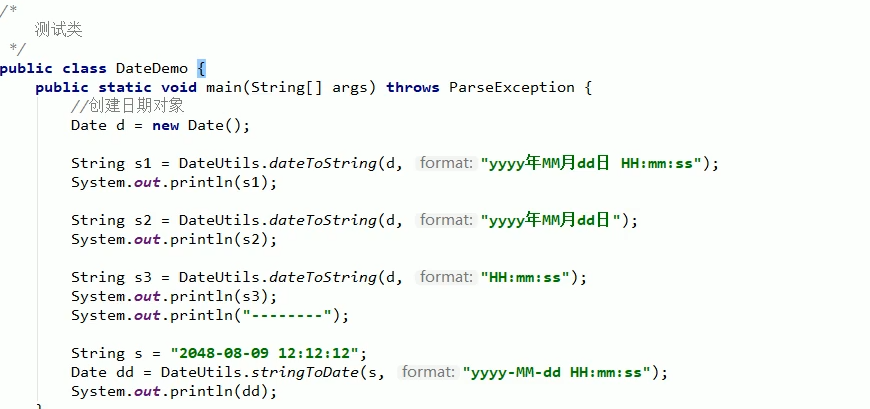 /*
    测试类
 */
public class DateDemo {
    public static void main(String[] args) throws ParseException {
        //创建日期对象
        Date d = new Date();

        String s1 = DateUtils.dateToString(d, format: "yyyy年MM月dd日 HH:mm:ss");
        System.out.println(s1);

        String s2 = DateUtils.dateToString(d, format: "yyyy年MM月dd日");
        System.out.println(s2);

        String s3 = DateUtils.dateToString(d, format: "HH:mm:ss");
        System.out.println(s3);
        System.out.println("--------");

        String s = "2048-08-09 12:12:12";
        Date dd = DateUtils.stringToDate(s, format: "yyyy-MM-dd HH:mm:ss");
        System.out.println(dd);